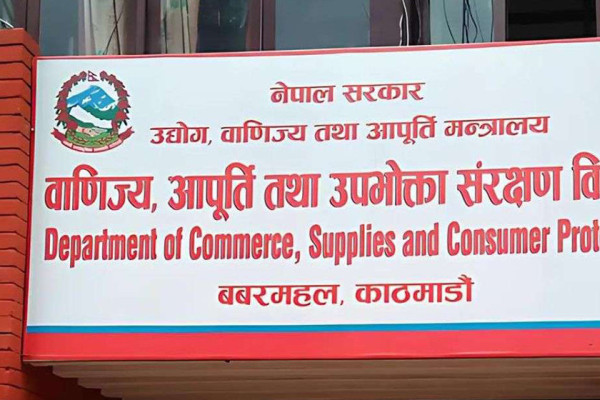 नेपाल सरकार
उद्योग, वाणिज्य तथा आपूर्ति मन्त्रालय
वाणिज्य, आपूर्ति तथा उपभोक्ता संरक्षण वि
Department of Commerce, Supplies and Consumer Prot
बबरमहल, काठमाडौं